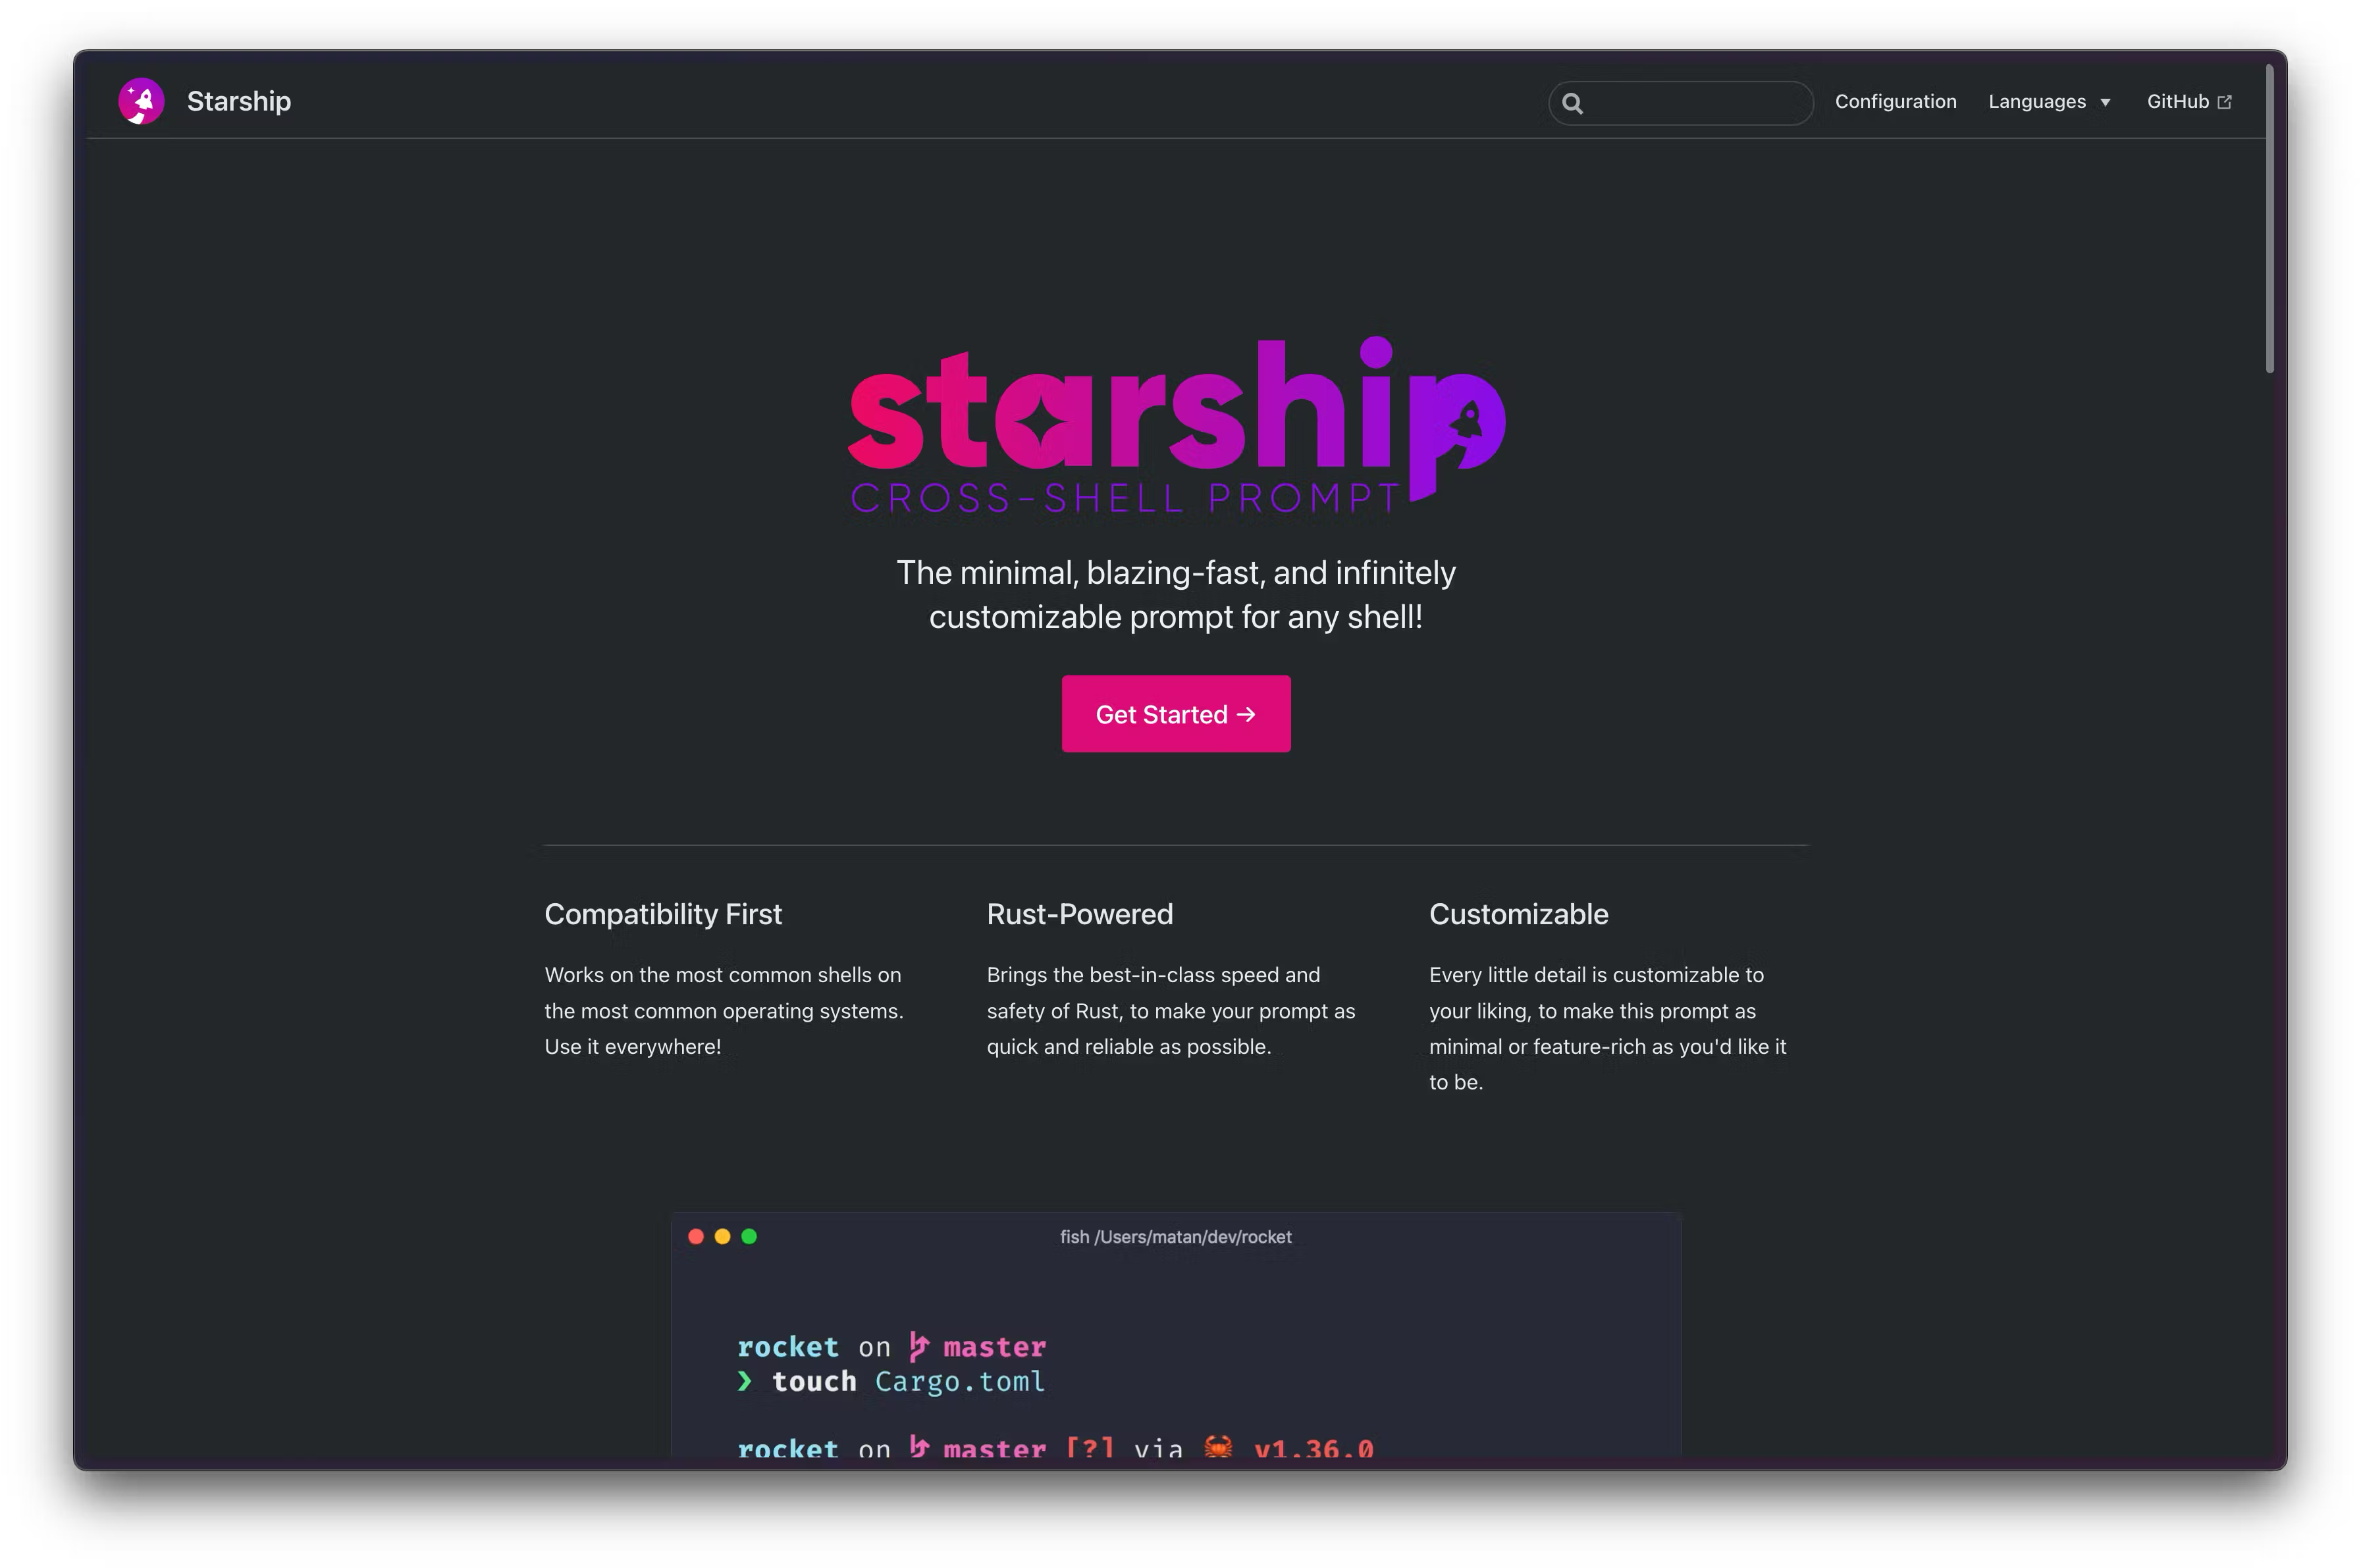 Starship
Configuration
Languages
GitHub
starship
CROSS-SHELL PROMPT
The minimal, blazing-fast, and infinitely
customizable prompt for any shell!
Get Started →
Compatibility First
Works on the most common shells on
the most common operating systems.
Use it everywhere!
Rust-Powered
Brings the best-in-class speed and
safety of Rust, to make your prompt as
quick and reliable as possible.
Customizable
Every little detail is customizable to
your liking, to make this prompt as
minimal or feature-rich as you'd like it
to be.
fish /Users/matan/dev/rocket
rocket on master
❯ touch Cargo.toml
rocket on master [?] via 🦀 v1.36.0